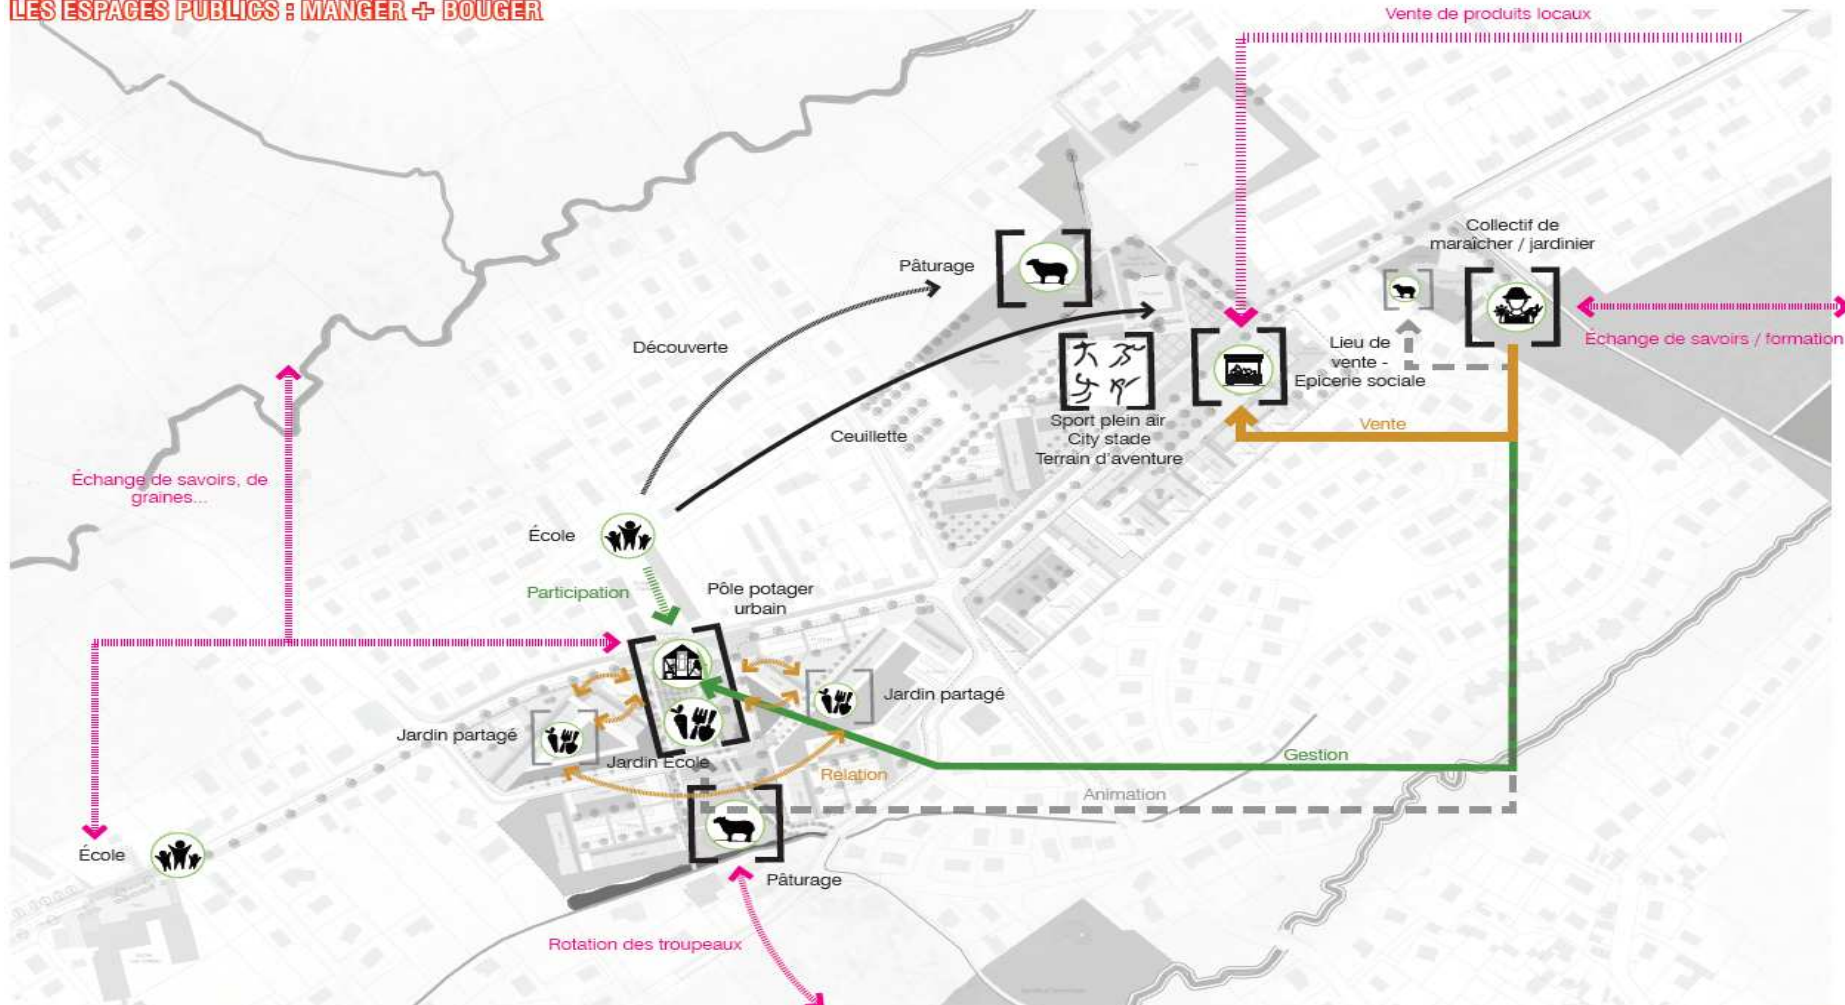 LES ESPACES PUBLICS : MANGER + BOUGER
Vente de produits locaux
Collectif de
maraîcher / jardinier
Pâturage
Échange de savoirs / formation
Découverte
Lieu de
vente -
Epicerie sociale
Sport plein air
City stade
Terrain d'aventure
Vente
Ceuillette
Échange de savoirs, de
graines...
École
Participation
Pôle potager
urbain
Jardin partagé
Jardin partagé
Jardin Ecole
Relation
Gestion
Animation
École
Pâturage
Rotation des troupeaux